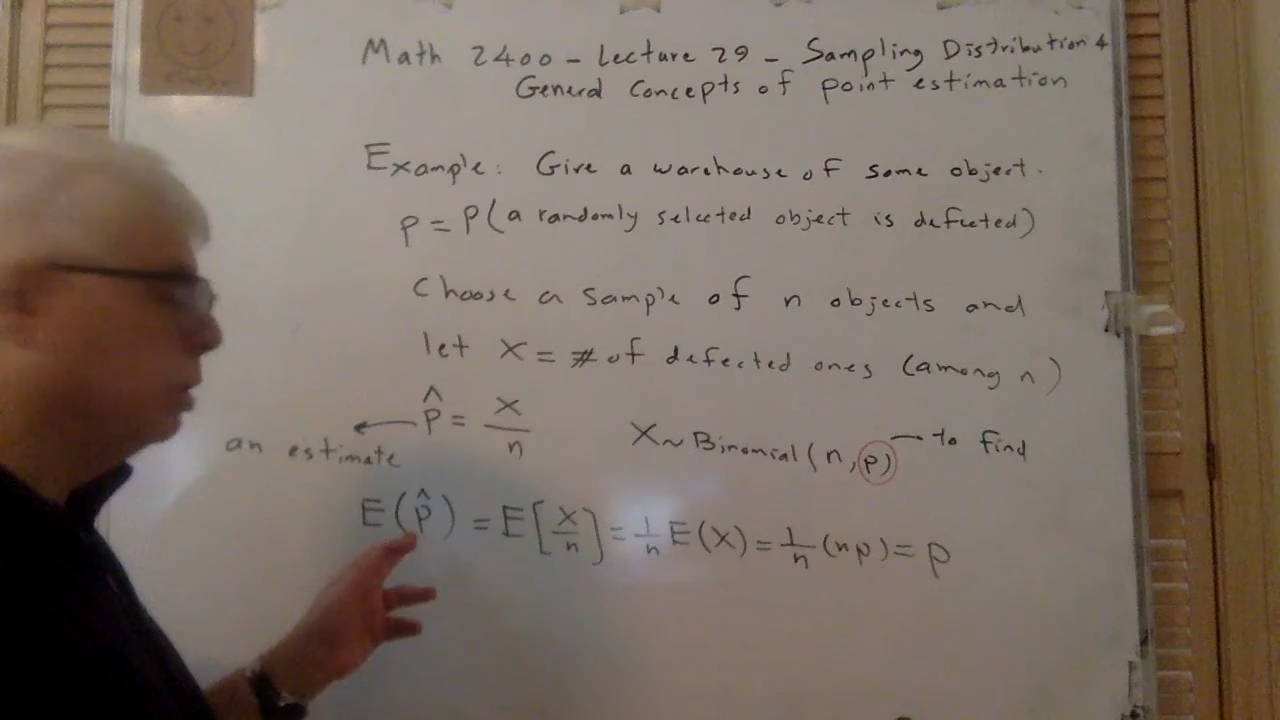 Math 2400 - Lecture 29 - Sampling Distribution &
General Concepts of point estimation
Example: Give a warehouse of some object.
p = P(a randomly selected object is defected)
Choose a sample of n objects and
let X = # of defected ones (among n)
p̂ = X/n
an estimate ←
X ~ Binomial(n, p) → to find
E(p̂) = E[X/n] = 1/n E(X) = 1/n (np) = p